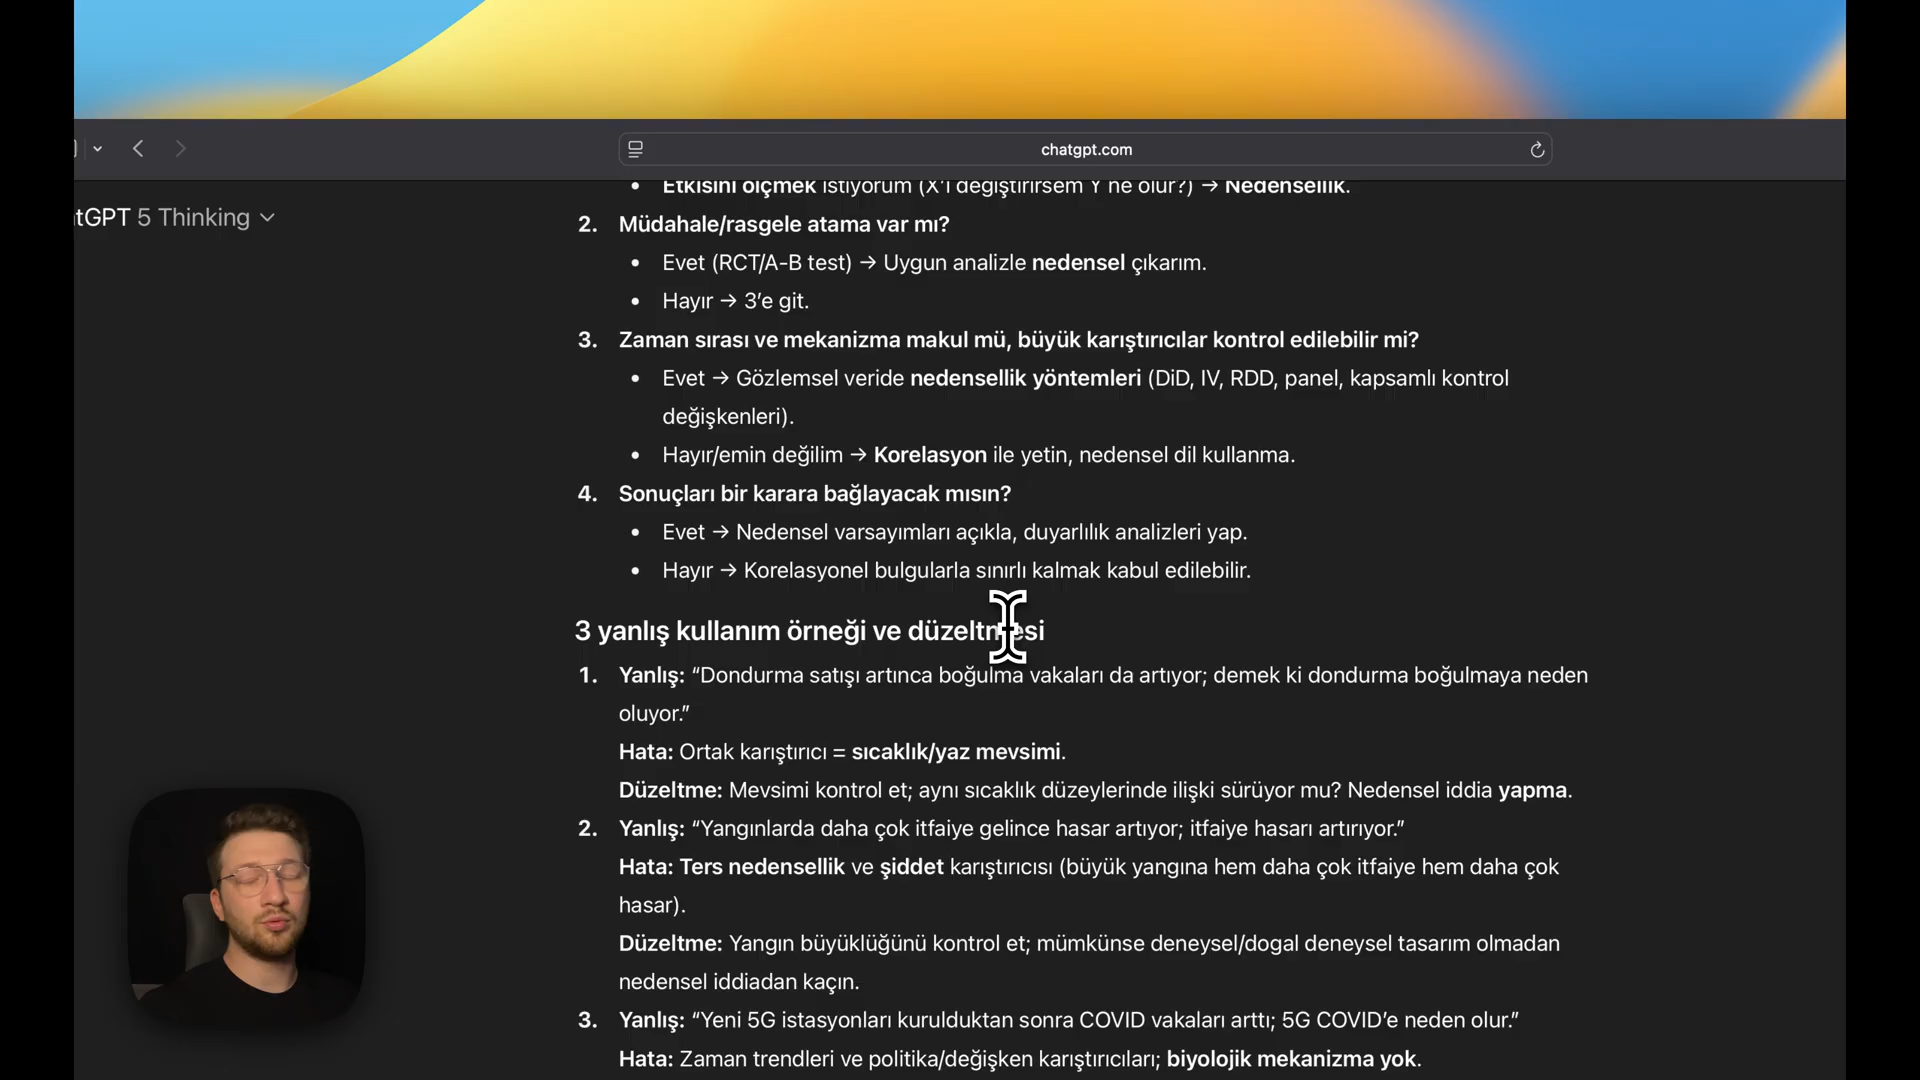 chatgpt.com
tGPT 5 Thinking
• Etkisini ölçmek istiyorum (X'i değiştirirsem Y ne olur?) → Nedensellik.
2. Müdahale/rasgele atama var mı?
• Evet (RCT/A-B test) → Uygun analizle nedensel çıkarım.
• Hayır → 3’e git.
3. Zaman sırası ve mekanizma makul mü, büyük karıştırıcılar kontrol edilebilir mi?
• Evet → Gözlemsel veride nedensellik yöntemleri (DiD, IV, RDD, panel, kapsamlı kontrol
değişkenleri).
• Hayır/emin değilim → Korelasyon ile yetin, nedensel dil kullanma.
4. Sonuçları bir karara bağlayacak mısın?
• Evet → Nedensel varsayımları açıkla, duyarlılık analizleri yap.
• Hayır → Korelasyonel bulgularla sınırlı kalmak kabul edilebilir.
3 yanlış kullanım örneği ve düzeltmesi
1. Yanlış: “Dondurma satışı artınca boğulma vakaları da artıyor; demek ki dondurma boğulmaya neden
oluyor.”
Hata: Ortak karıştırıcı = sıcaklık/yaz mevsimi.
Düzeltme: Mevsimi kontrol et; aynı sıcaklık düzeylerinde ilişki sürüyor mu? Nedensel iddia yapma.
2. Yanlış: “Yangınlarda daha çok itfaiye gelince hasar artıyor; itfaiye hasarı artırıyor.”
Hata: Ters nedensellik ve şiddet karıştırıcısı (büyük yangına hem daha çok itfaiye hem daha çok
hasar).
Düzeltme: Yangın büyüklüğünü kontrol et; mümkünse deneysel/dogal deneysel tasarım olmadan
nedensel iddiadan kaçın.
3. Yanlış: “Yeni 5G istasyonları kurulduktan sonra COVID vakaları arttı; 5G COVID’e neden olur.”
Hata: Zaman trendleri ve politika/değişken karıştırıcıları; biyolojik mekanizma yok.